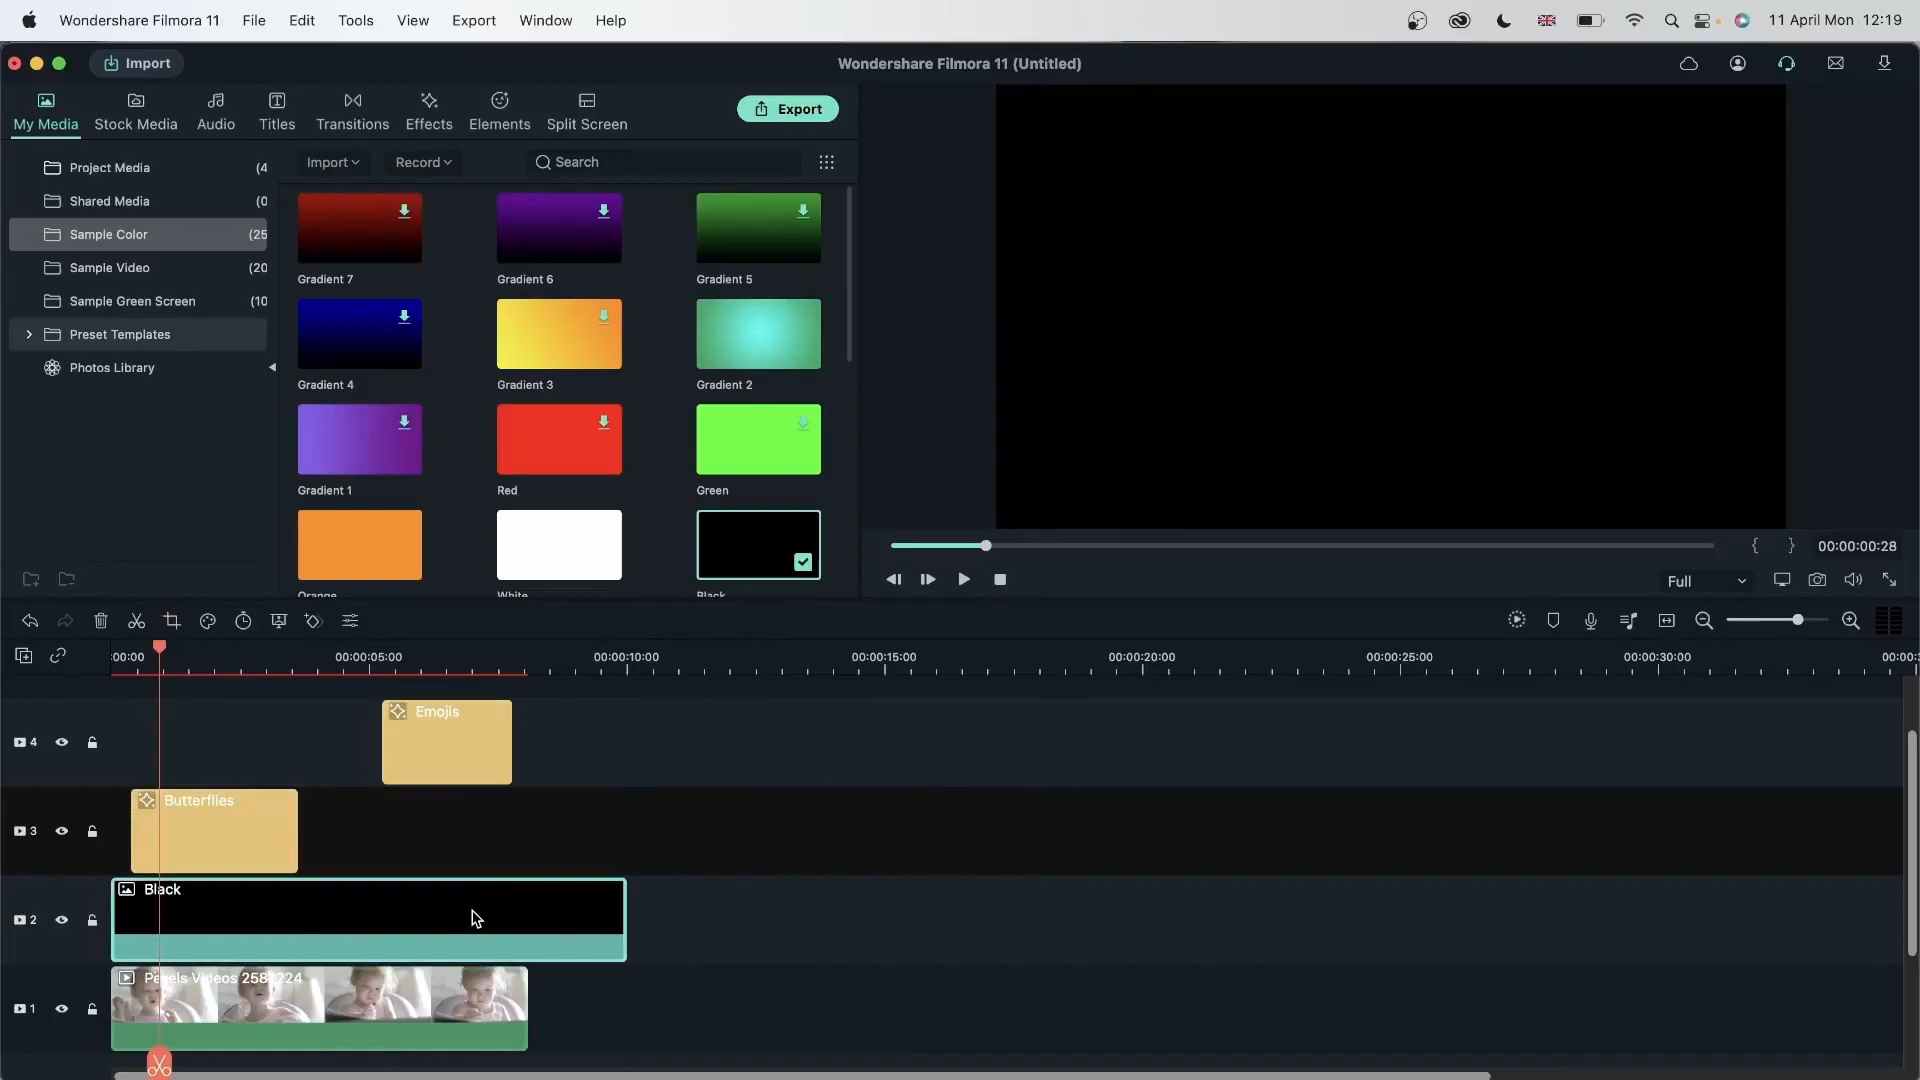 Wondershare Filmora 11 File Edit Tools View Export Window Help 11 April Mon 12:19
Import Wondershare Filmora 11 (Untitled)
My Media Stock Media Audio Titles Transitions Effects Elements Split Screen Export
Import Record Search
Project Media (4
Shared Media (0
Sample Color (25
Sample Video (20
Sample Green Screen (10
Preset Templates
Photos Library
Gradient 7 Gradient 6 Gradient 5
Gradient 4 Gradient 3 Gradient 2
Gradient 1 Red Green
Orange White Black
{ } 00:00:00:28
Full
:00:00 00:00:05:00 00:00:10:00 00:00:15:00 00:00:20:00 00:00:25:00 00:00:30:00 00:00:3
4 Emojis
3 Butterflies
2 Black
1 Pexels Videos 258
224